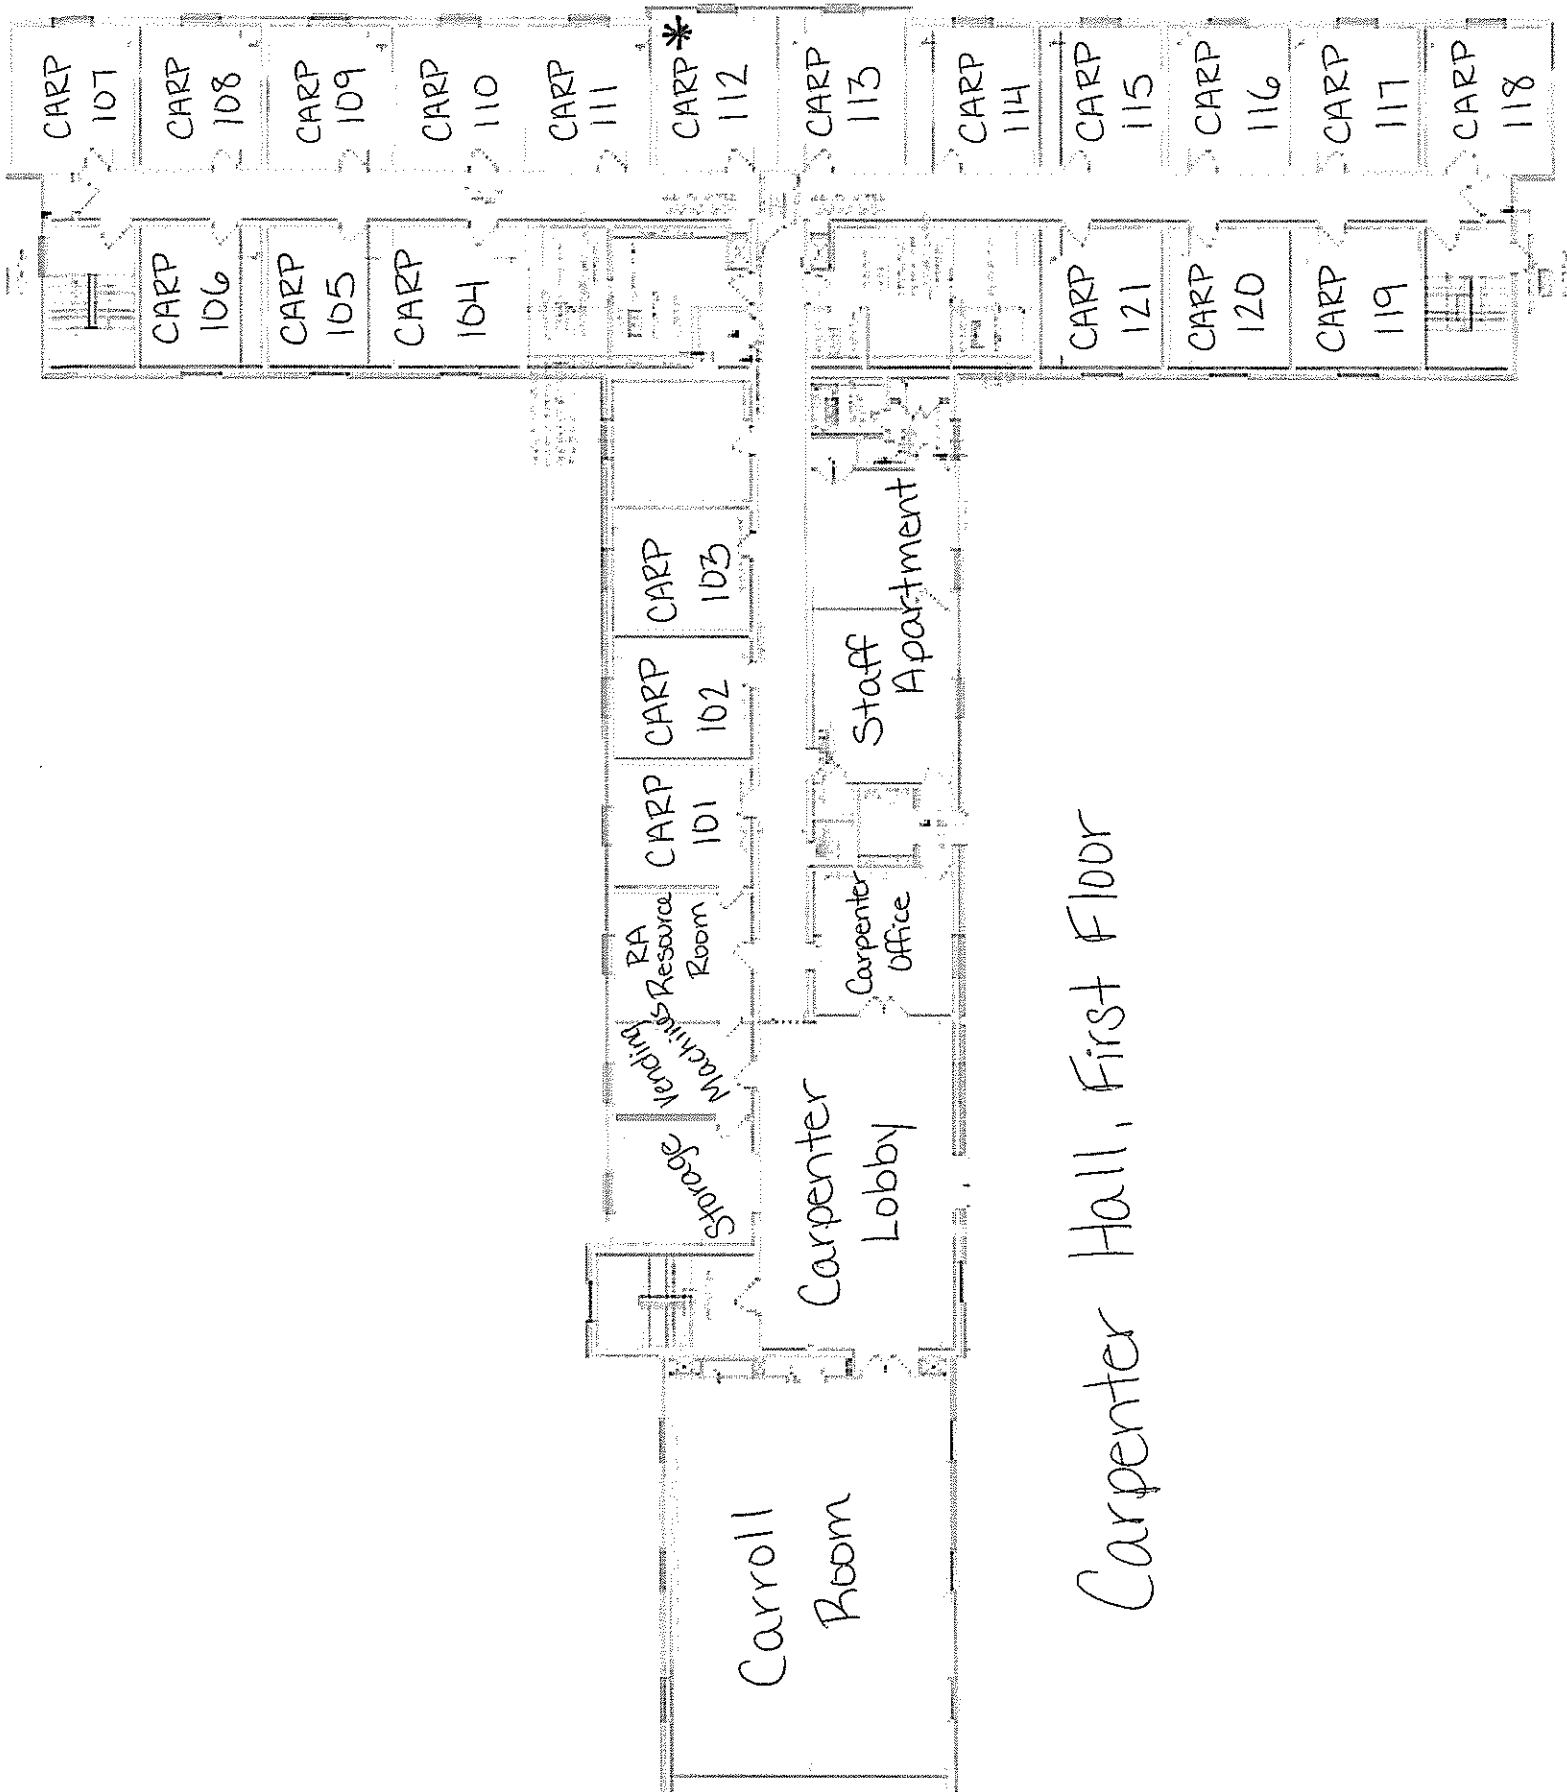 CARP
107
CARP
108
CARP
109
CARP
110
CARP
111
*
CARP
112
CARP
113
CARP
114
CARP
115
CARP
116
CARP
117
CARP
118
CARP
106
CARP
105
CARP
104
CARP
121
CARP
120
CARP
119
CARP
103
CARP
102
CARP
101
Staff
Apartment
RA
Resource
Room
Carpenter
Office
Vending
Machines
Storage
Carpenter
Lobby
Carroll
Room
Carpenter Hall, First Floor